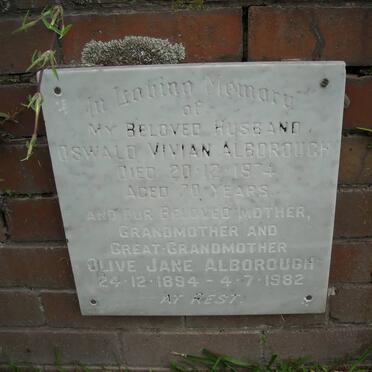 In Loving Memory
of
My Beloved Husband
Oswald Vivian Alborough
Died 20·12·1974
Aged 70 Years
And Our Beloved Mother,
Grandmother and
Great-Grandmother
Olive Jane Alborough
24·12·1894 - 4·7·1982
At Rest.